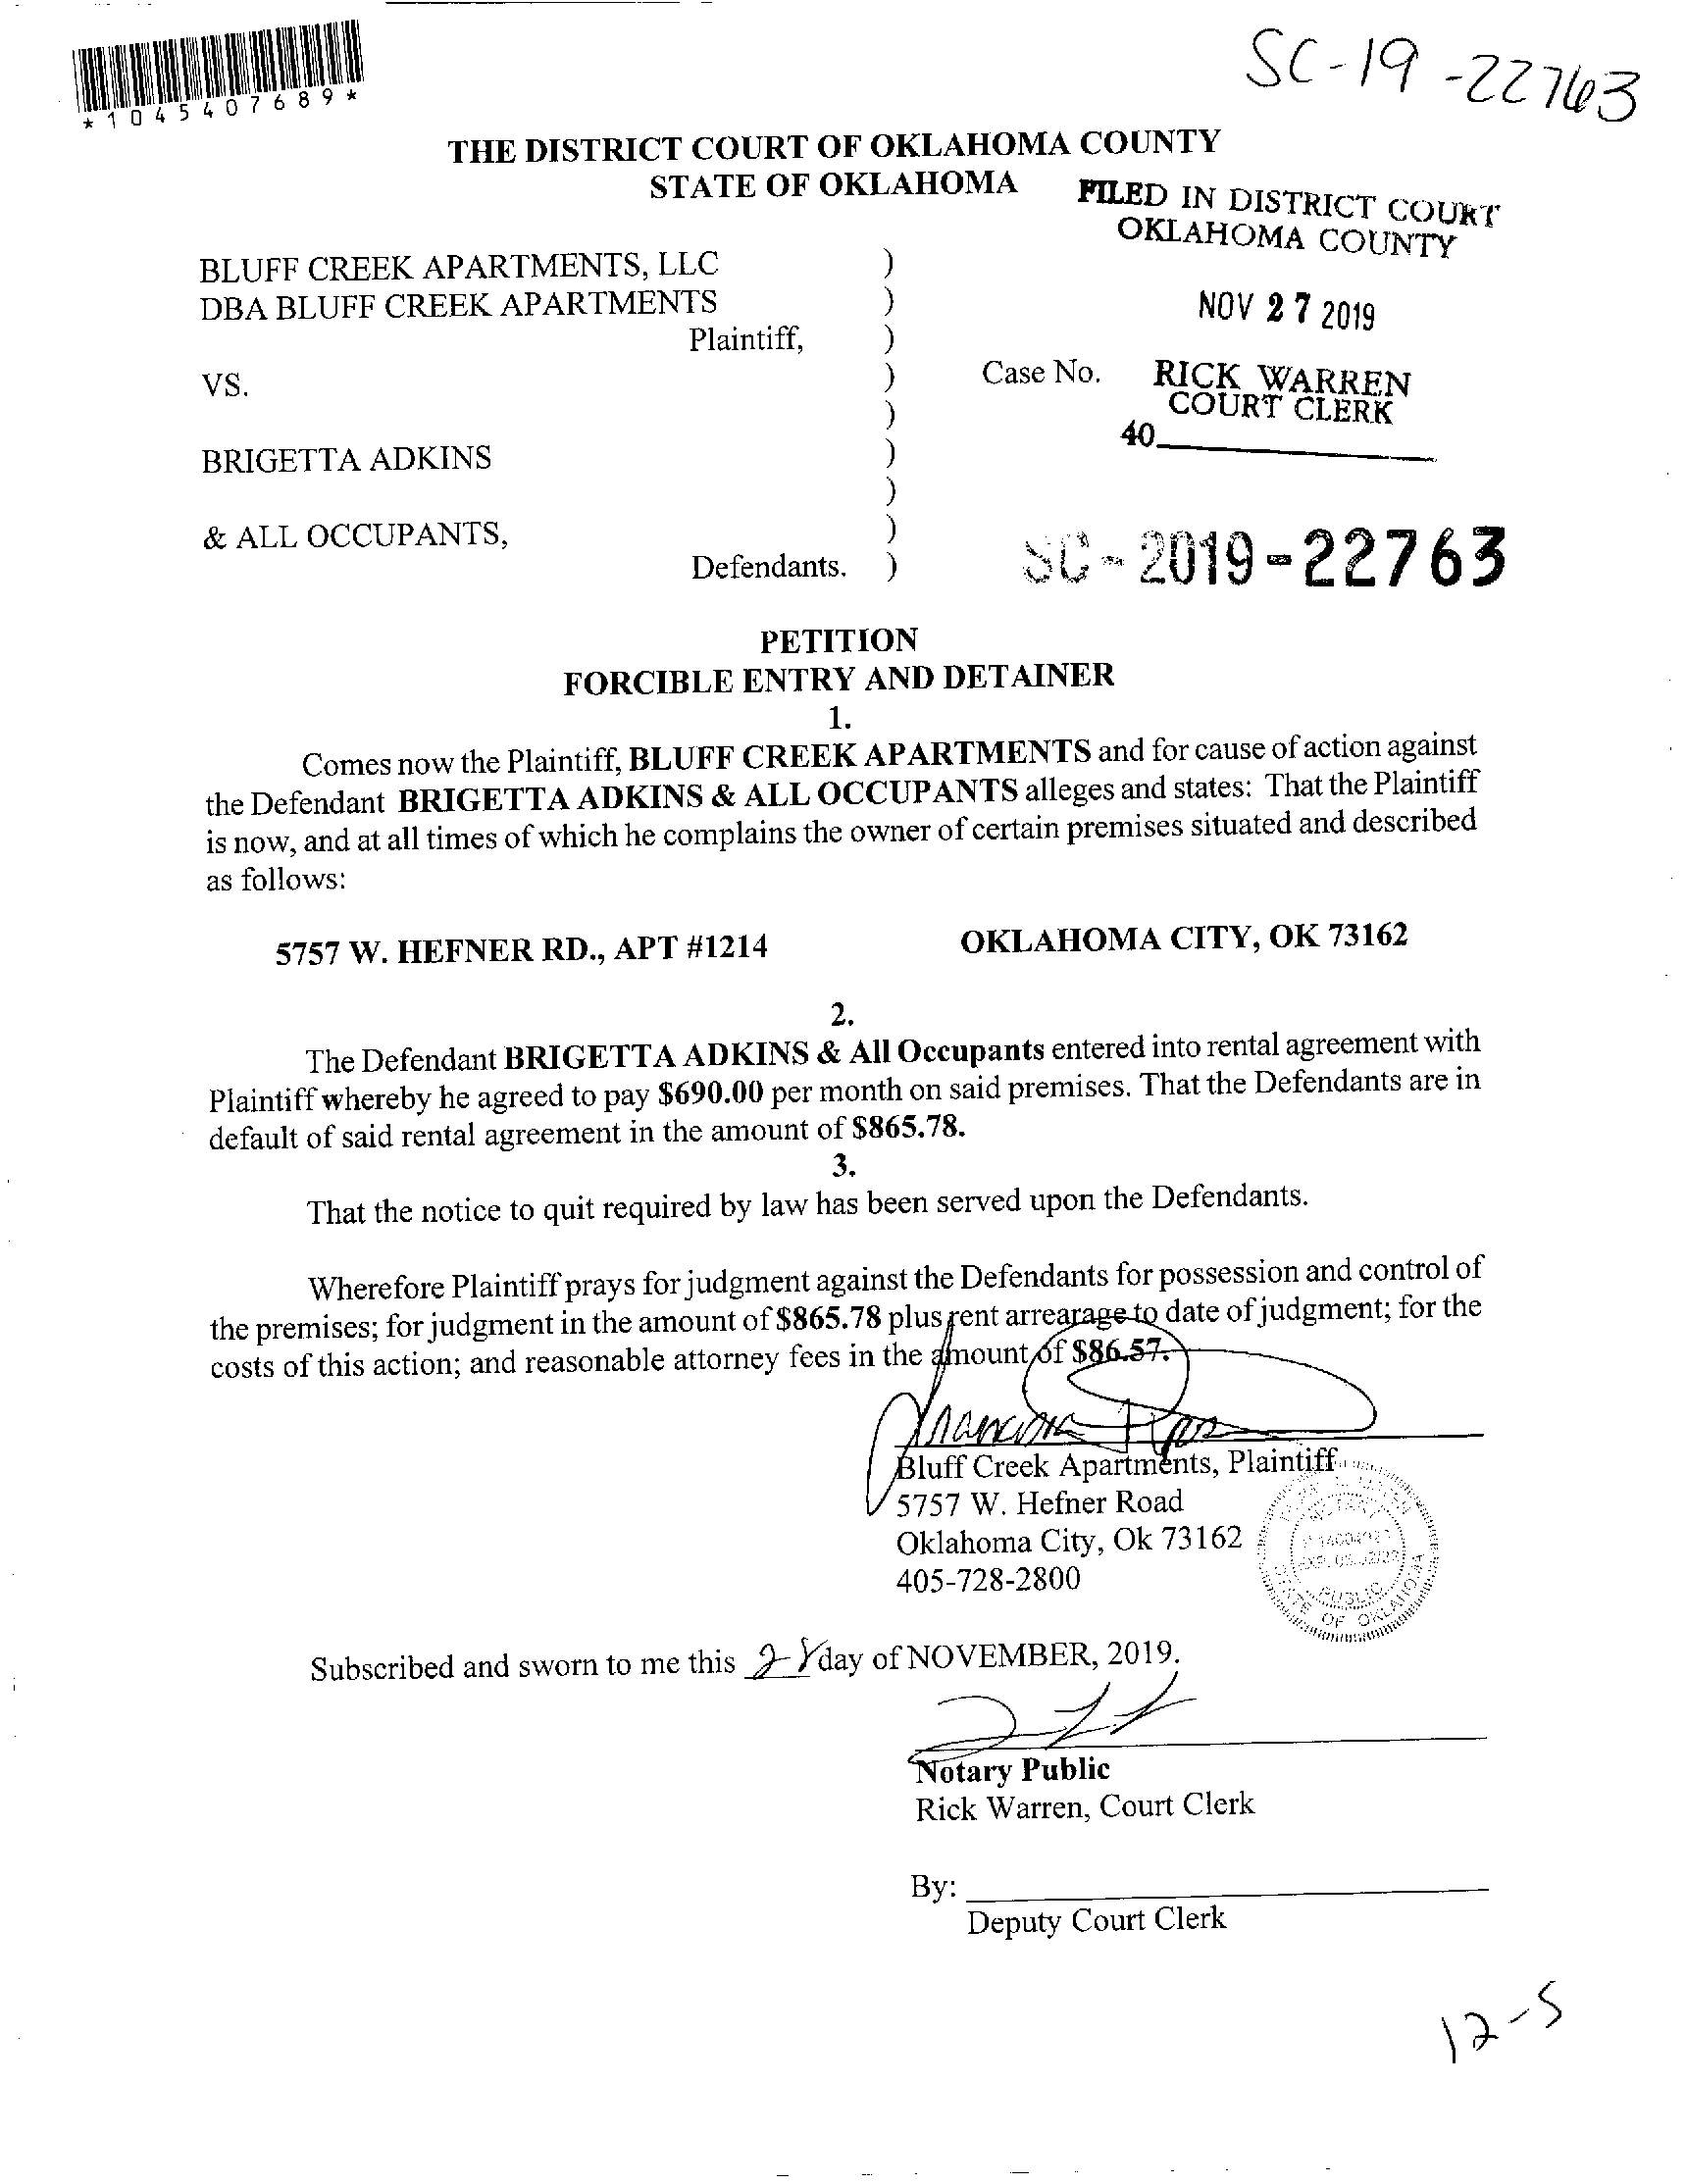 SC-19-22763
*1045407689*
THE DISTRICT COURT OF OKLAHOMA COUNTY
STATE OF OKLAHOMA
FILED IN DISTRICT COURT
OKLAHOMA COUNTY
BLUFF CREEK APARTMENTS, LLC )
DBA BLUFF CREEK APARTMENTS )
NOV 27 2019
Plaintiff, )
VS. ) Case No. RICK WARREN
) COURT CLERK
40
BRIGETTA ADKINS )
)
& ALL OCCUPANTS, )
Defendants. ) SC-2019-22763
PETITION
FORCIBLE ENTRY AND DETAINER
1.
Comes now the Plaintiff, BLUFF CREEK APARTMENTS and for cause of action against
the Defendant BRIGETTA ADKINS & ALL OCCUPANTS alleges and states: That the Plaintiff
is now, and at all times of which he complains the owner of certain premises situated and described
as follows:
5757 W. HEFNER RD., APT #1214 OKLAHOMA CITY, OK 73162
2.
The Defendant BRIGETTA ADKINS & All Occupants entered into rental agreement with
Plaintiff whereby he agreed to pay $690.00 per month on said premises. That the Defendants are in
default of said rental agreement in the amount of $865.78.
3.
That the notice to quit required by law has been served upon the Defendants.
Wherefore Plaintiff prays for judgment against the Defendants for possession and control of
the premises; for judgment in the amount of $865.78 plus rent arrearage to date of judgment; for the
costs of this action; and reasonable attorney fees in the amount of $86.57.
Bluff Creek Apartments, Plaintiff
5757 W. Hefner Road
Oklahoma City, Ok 73162
405-728-2800
NOTARY
PUBLIC
STATE OF OKLAHOMA
Subscribed and sworn to me this day of NOVEMBER, 2019.
Notary Public
Rick Warren, Court Clerk
By:
Deputy Court Clerk
12-5